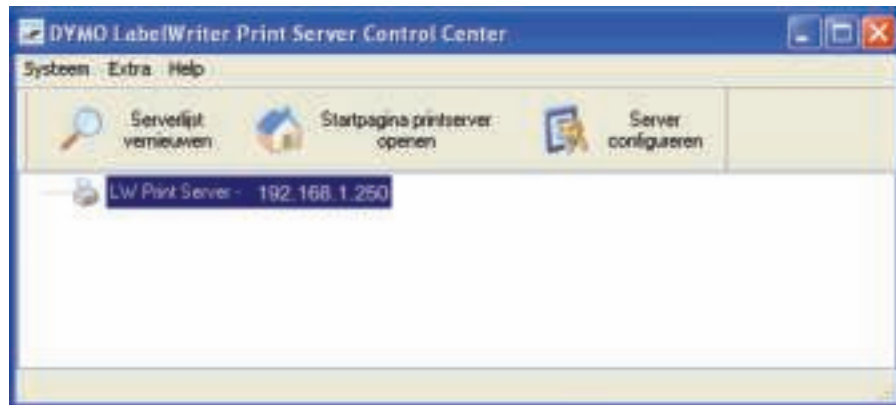 DYMO LabelWriter Print Server Control Center
Systeem Extra Help
Serverlijst
vernieuwen
Startpagina printserver
openen
Server
configureren
LW Print Server - 192.168.1.250